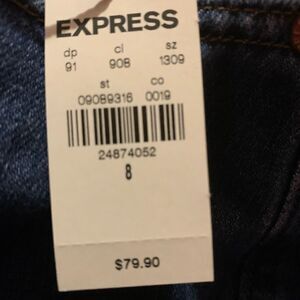 EXPRESS
dp cl sz
91 908 1309
st co
09089316 0019
24874052
8
$79.90